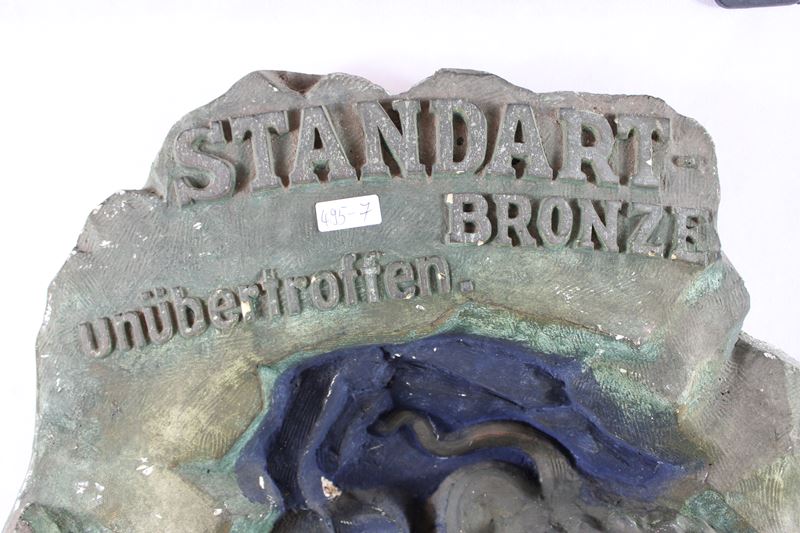 STANDART-
BRONZE
495-7
unübertroffen.